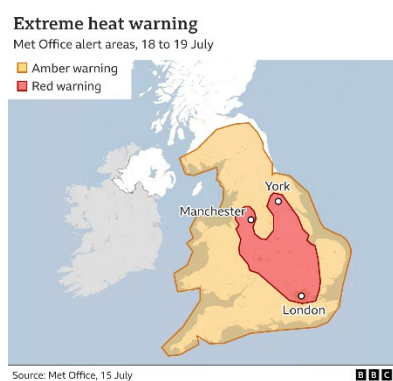 Extreme heat warning
Met Office alert areas, 18 to 19 July
Amber warning
Red warning
York
Manchester
London
Source: Met Office, 15 July
BBC